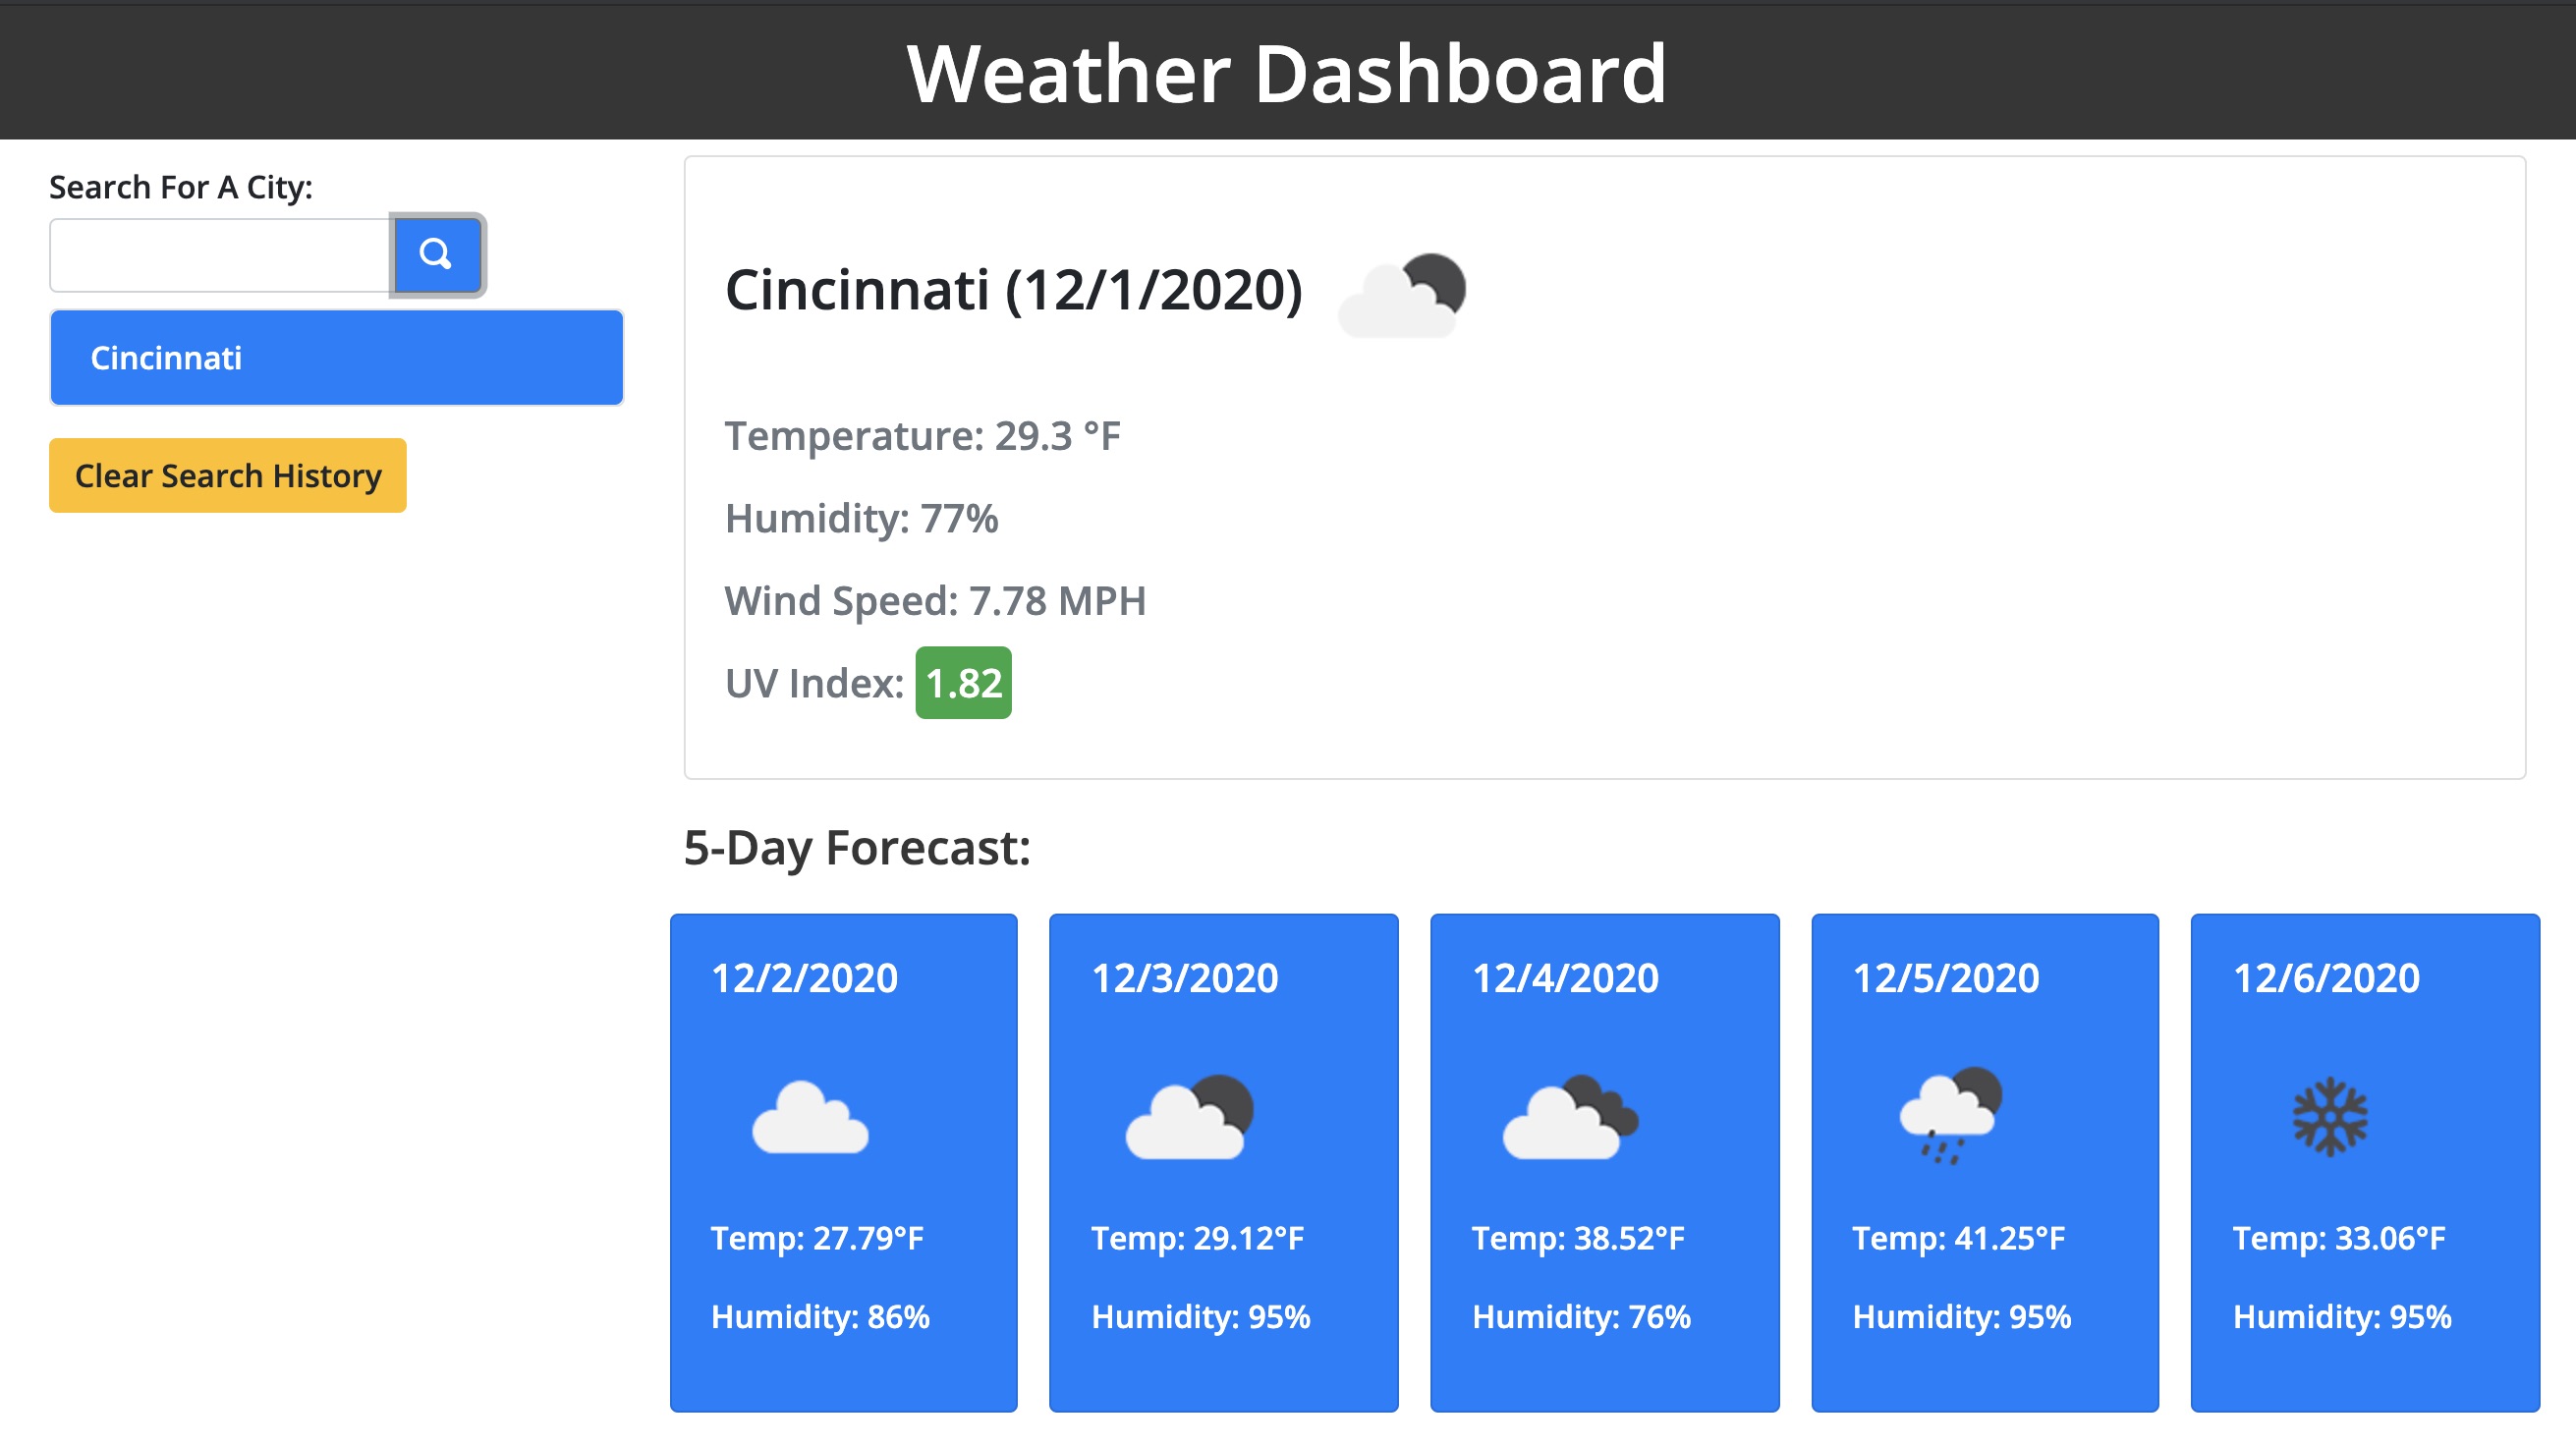 Weather Dashboard
Search For A City:
Cincinnati
Clear Search History
Cincinnati (12/1/2020)
Temperature: 29.3 °F
Humidity: 77%
Wind Speed: 7.78 MPH
UV Index: 1.82
5-Day Forecast:
12/2/2020
Temp: 27.79°F
Humidity: 86%
12/3/2020
Temp: 29.12°F
Humidity: 95%
12/4/2020
Temp: 38.52°F
Humidity: 76%
12/5/2020
Temp: 41.25°F
Humidity: 95%
12/6/2020
Temp: 33.06°F
Humidity: 95%